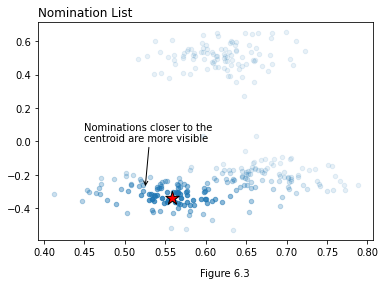 Nomination List
0.6
0.4
0.2
0.0
−0.2
−0.4
Nominations closer to the
centroid are more visible
0.40 0.45 0.50 0.55 0.60 0.65 0.70 0.75 0.80
Figure 6.3